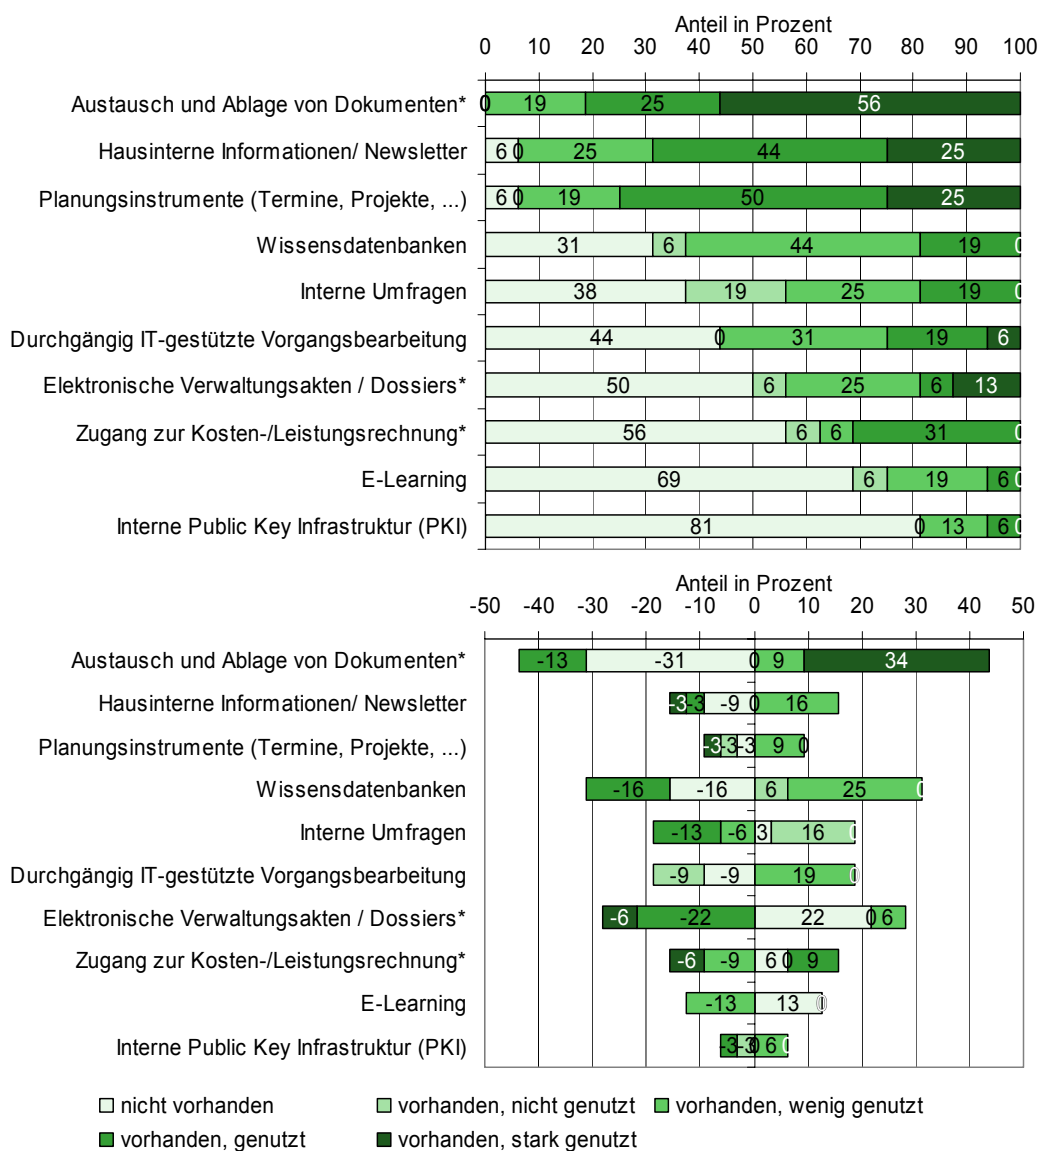 Anteil in Prozent
0 10 20 30 40 50 60 70 80 90 100
Austausch und Ablage von Dokumenten* 0 19 25 56
Hausinterne Informationen/ Newsletter 6 0 25 44 25
Planungsinstrumente (Termine, Projekte, ...) 6 0 19 50 25
Wissensdatenbanken 31 6 44 19 0
Interne Umfragen 38 19 25 19 0
Durchgängig IT-gestützte Vorgangsbearbeitung 44 0 31 19 6
Elektronische Verwaltungsakten / Dossiers* 50 6 25 6 13
Zugang zur Kosten-/Leistungsrechnung* 56 6 6 31 0
E-Learning 69 6 19 6 0
Interne Public Key Infrastruktur (PKI) 81 0 13 6 0
Anteil in Prozent
-50 -40 -30 -20 -10 0 10 20 30 40 50
Austausch und Ablage von Dokumenten* -13 -31 0 9 34
Hausinterne Informationen/ Newsletter -3 -3 -9 0 16
Planungsinstrumente (Termine, Projekte, ...) -3 -3 -3 9 0
Wissensdatenbanken -16 -16 6 25 0
Interne Umfragen -13 -6 3 16 0
Durchgängig IT-gestützte Vorgangsbearbeitung -9 -9 19 0
Elektronische Verwaltungsakten / Dossiers* -6 -22 22 0 6
Zugang zur Kosten-/Leistungsrechnung* -6 -9 6 0 9
E-Learning -13 13 0
Interne Public Key Infrastruktur (PKI) -3 -3 0 6 0
nicht vorhanden vorhanden, nicht genutzt vorhanden, wenig genutzt
vorhanden, genutzt vorhanden, stark genutzt